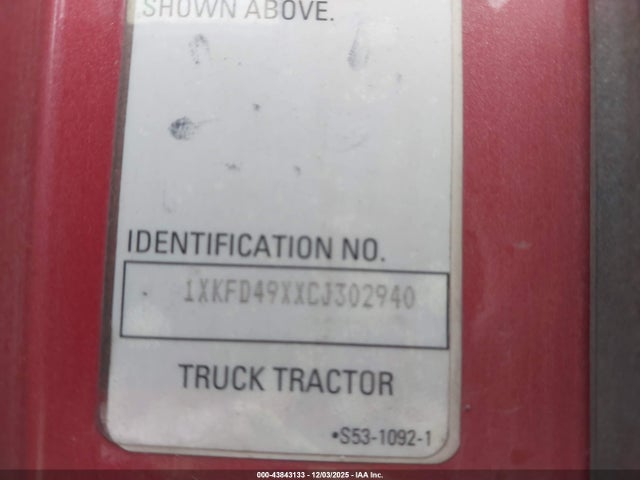 SHOWN ABOVE.
IDENTIFICATION NO.
1XKFD49XXCJ302940
TRUCK TRACTOR
•S53-1092-1
000-43843133 - 12/03/2025 - IAA Inc.